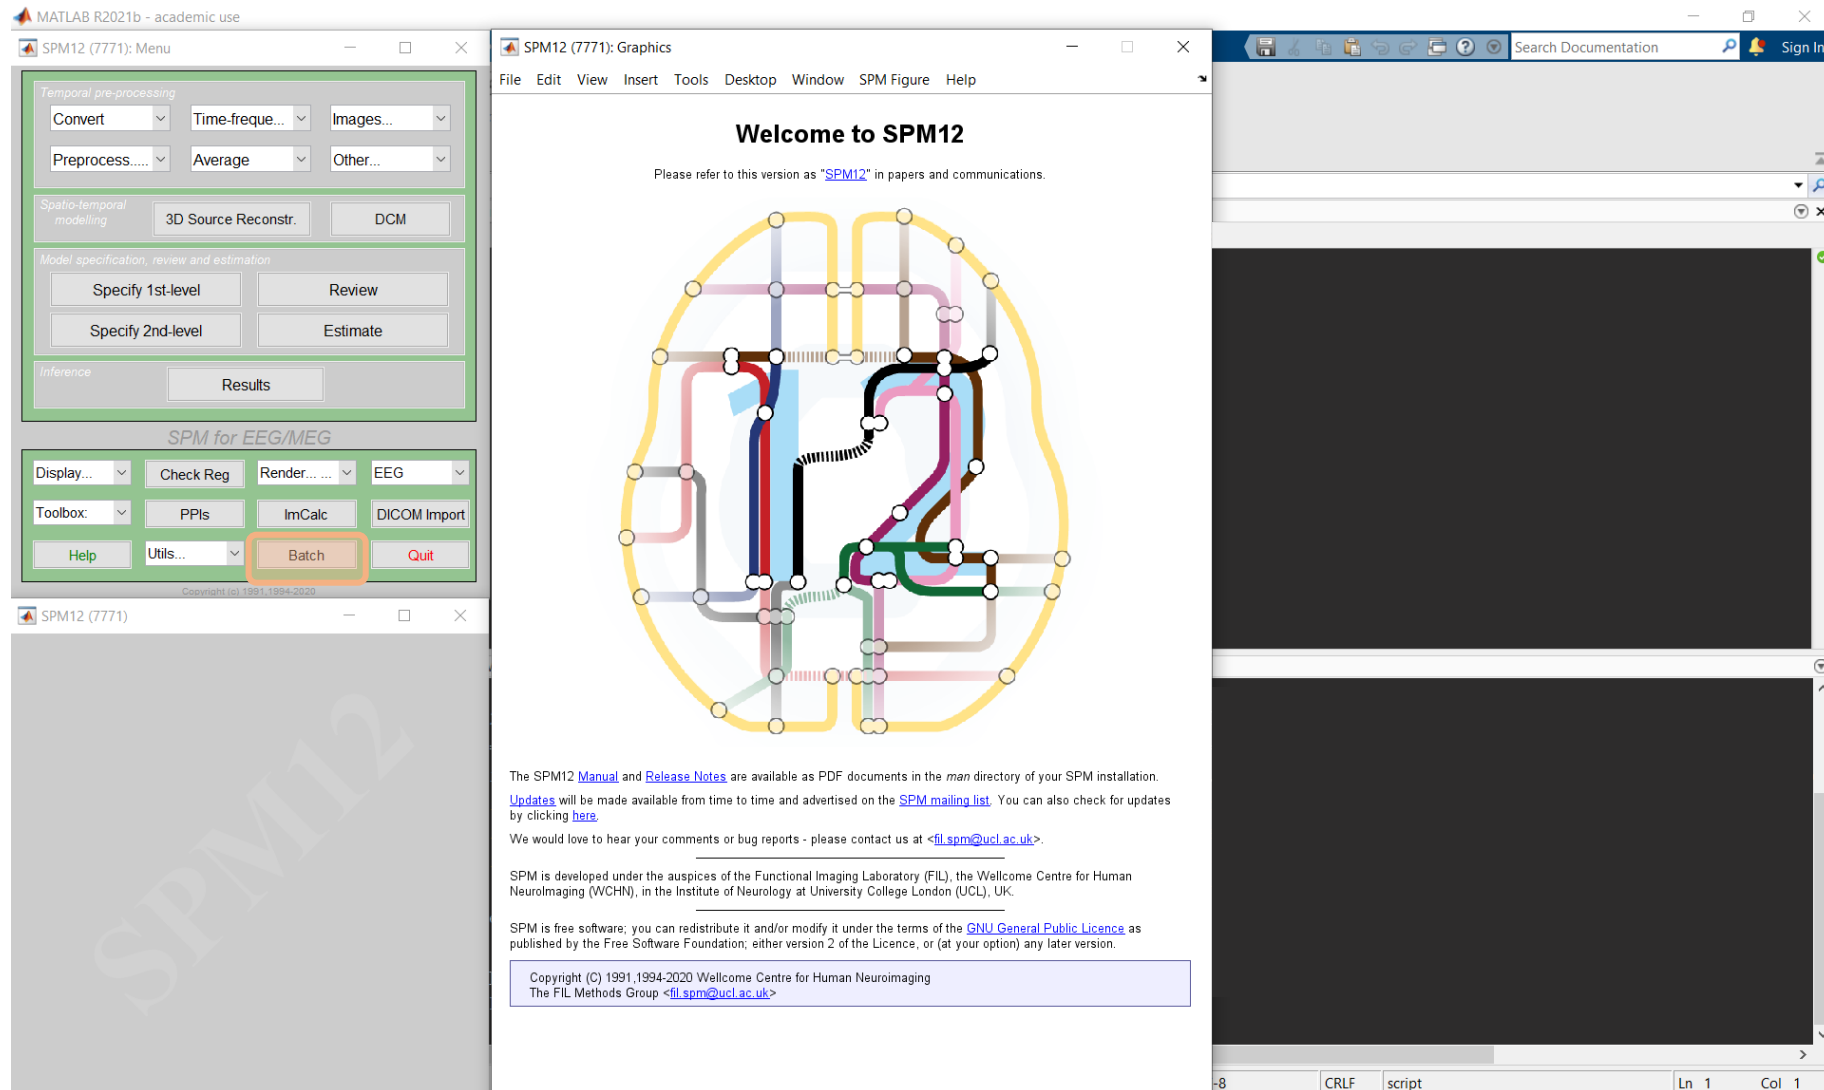 MATLAB R2021b - academic use
SPM12 (7771): Menu
Temporal pre-processing
Convert Time-freque... Images...
Preprocess..... Average Other...
Spatio-temporal
modelling
3D Source Reconstr. DCM
Model specification, review and estimation
Specify 1st-level Review
Specify 2nd-level Estimate
Inference
Results
SPM for EEG/MEG
Display... Check Reg Render... ... EEG
Toolbox: PPIs ImCalc DICOM Import
Help Utils... Batch Quit
Copyright (c) 1991,1994-2020
SPM12 (7771)
SPM12
SPM12 (7771): Graphics
File Edit View Insert Tools Desktop Window SPM Figure Help
Welcome to SPM12
Please refer to this version as "SPM12" in papers and communications.
The SPM12 Manual and Release Notes are available as PDF documents in the man directory of your SPM installation.
Updates will be made available from time to time and advertised on the SPM mailing list. You can also check for updates
by clicking here.
We would love to hear your comments or bug reports - please contact us at <fil.spm@ucl.ac.uk>.
SPM is developed under the auspices of the Functional Imaging Laboratory (FIL), the Wellcome Centre for Human
NeuroImaging (WCHN), in the Institute of Neurology at University College London (UCL), UK.
SPM is free software; you can redistribute it and/or modify it under the terms of the GNU General Public Licence as
published by the Free Software Foundation; either version 2 of the Licence, or (at your option) any later version.
Copyright (C) 1991,1994-2020 Wellcome Centre for Human Neuroimaging
The FIL Methods Group <fil.spm@ucl.ac.uk>
Search Documentation Sign In
-8 CRLF script Ln 1 Col 1